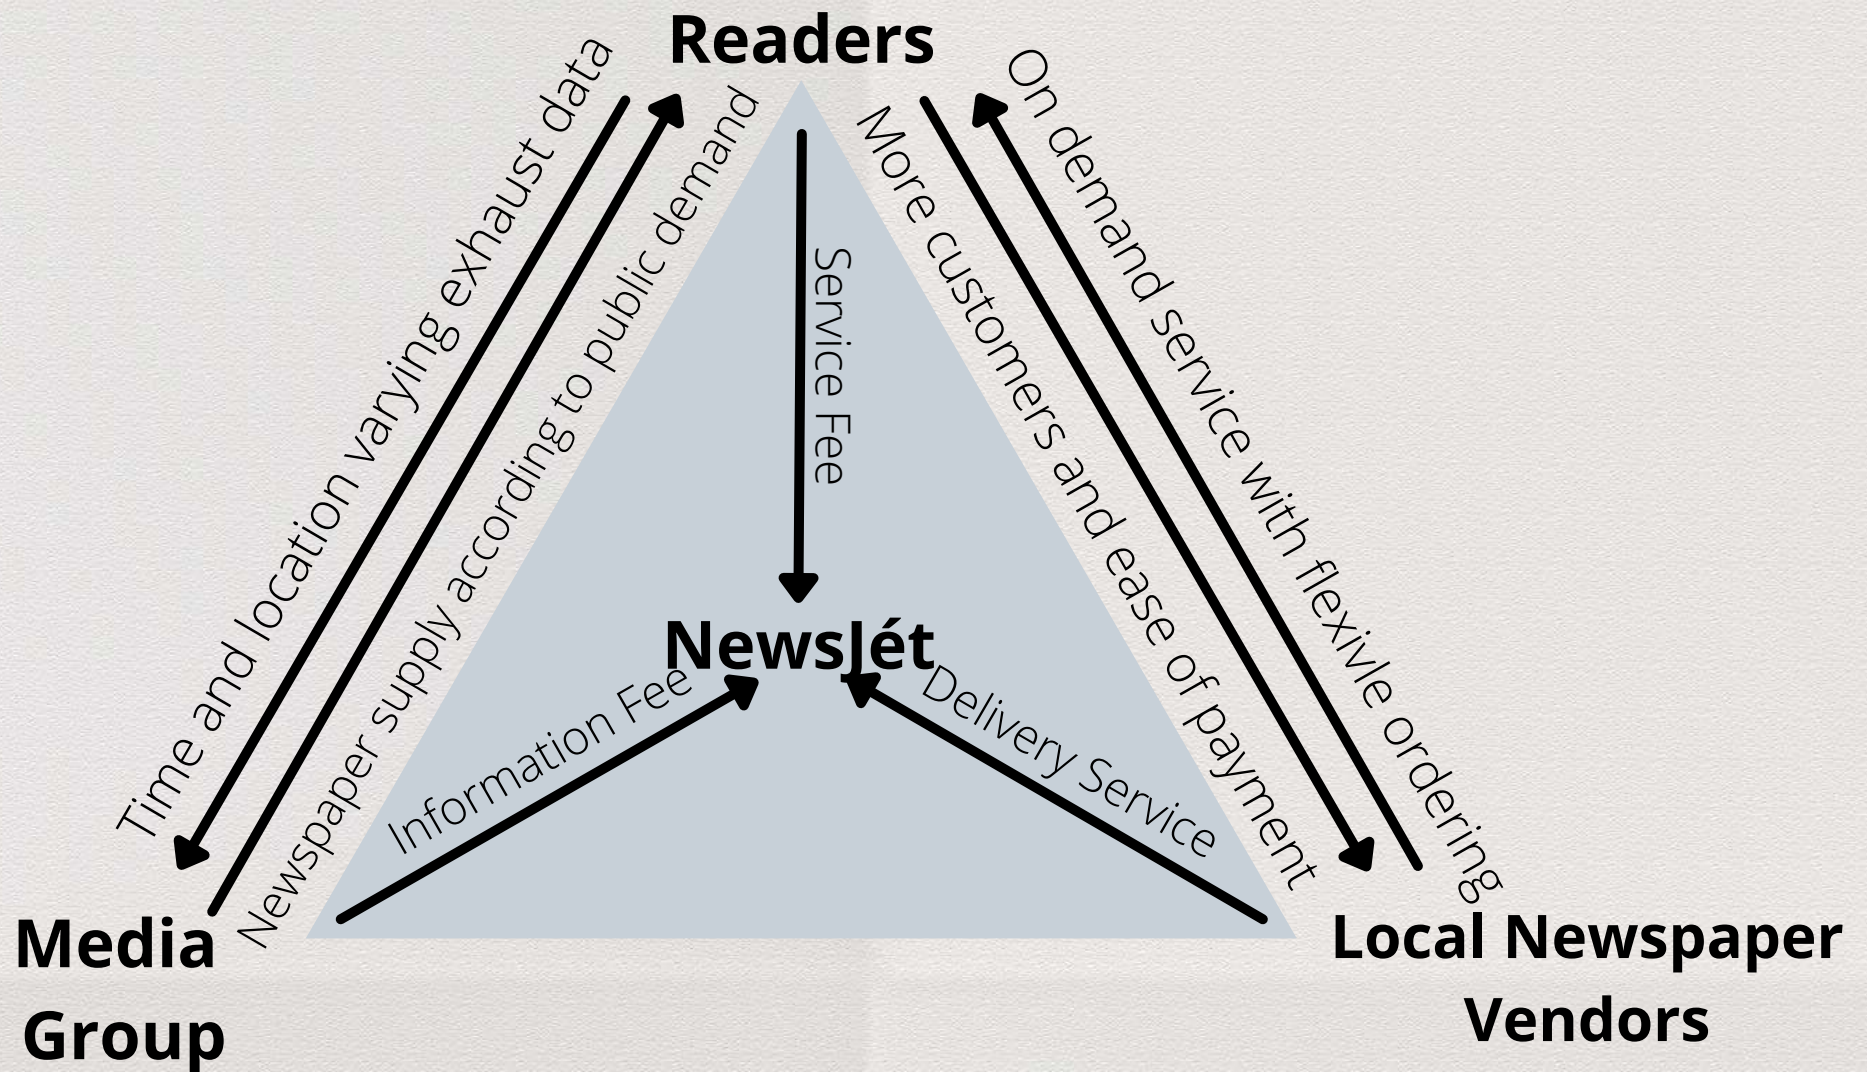 Readers
Time and location varying exhaust data
Newspaper supply according to public demand
Service Fee
More customers and ease of payment
On demand service with flexivle ordering
NewsJét
Information Fee
Delivery Service
Media
Group
Local Newspaper
Vendors